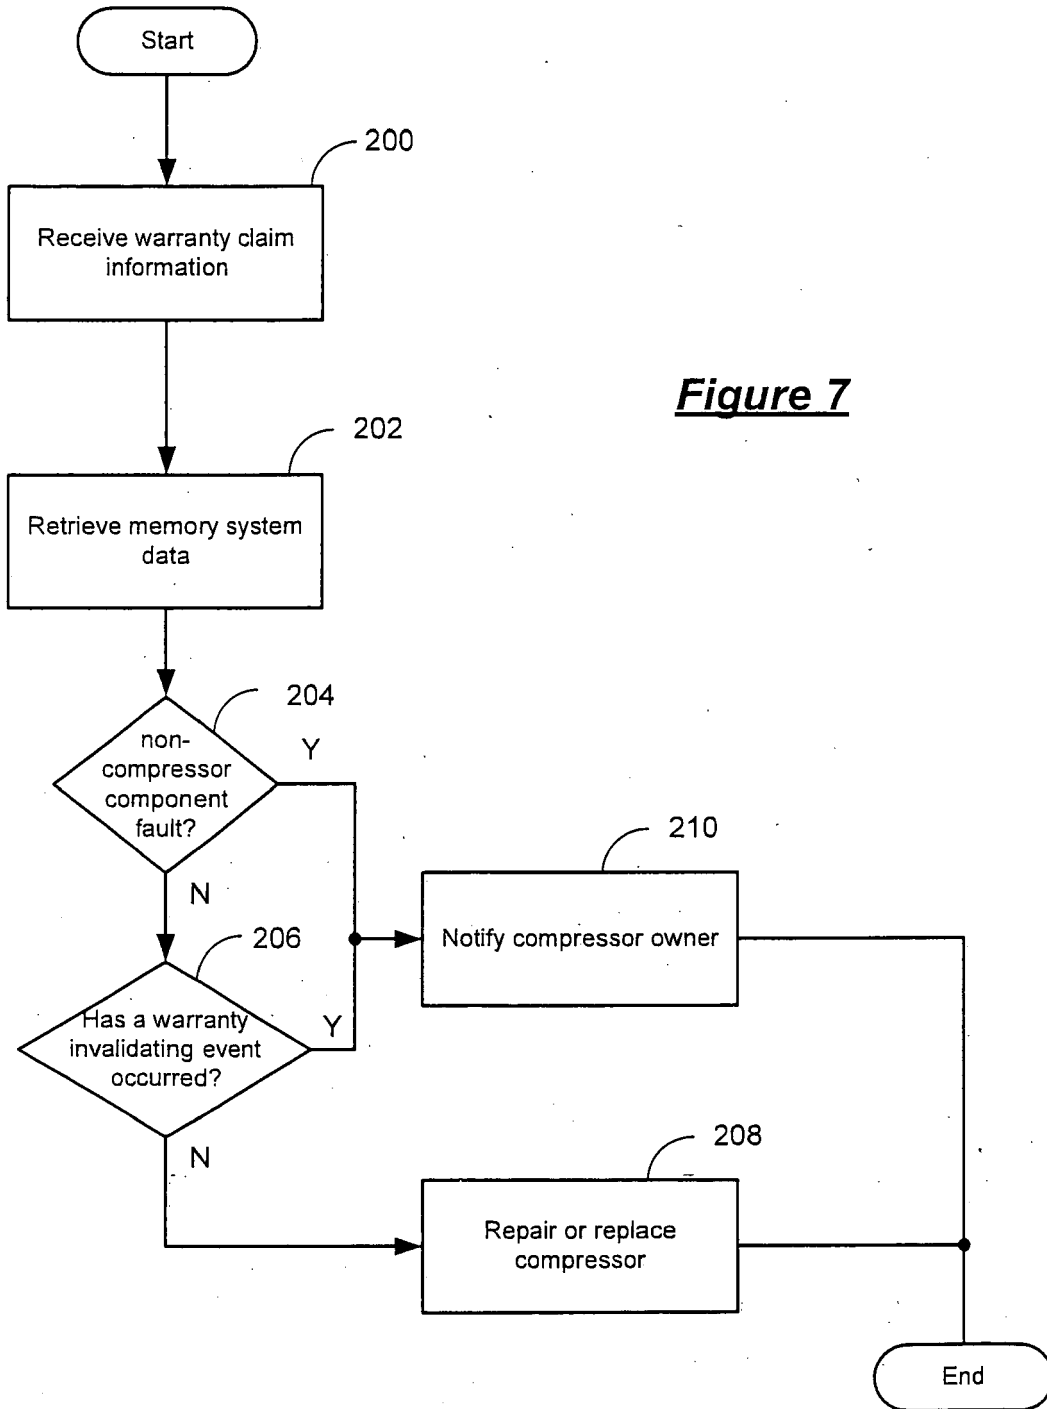 Start
200
Receive warranty claim
information
Figure 7
202
Retrieve memory system
data
204
non-
compressor
component
fault?
Y
N
210
Notify compressor owner
206
Has a warranty
invalidating event
occurred?
Y
N
208
Repair or replace
compressor
End